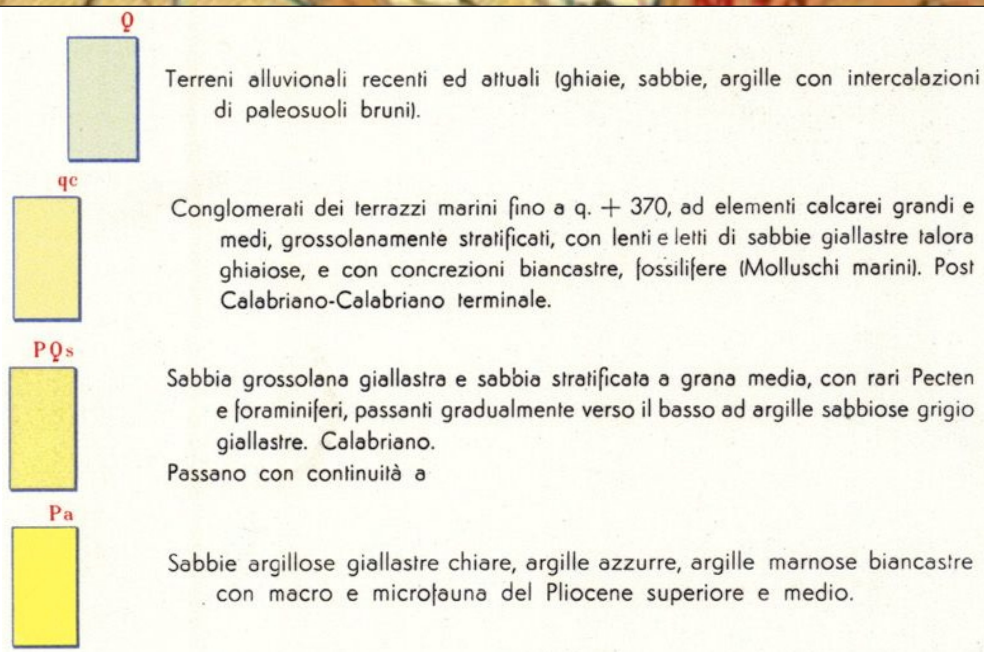 Q
Terreni alluvionali recenti ed attuali (ghiaie, sabbie, argille con intercalazioni
di paleosuoli bruni).
qc
Conglomerati dei terrazzi marini fino a q. + 370, ad elementi calcarei grandi e
medi, grossolanamente stratificati, con lenti e letti di sabbie giallastre talora
ghiaiose, e con concrezioni biancastre, fossilifere (Molluschi marini). Post
Calabriano-Calabriano terminale.
PQs
Sabbia grossolana giallastra e sabbia stratificata a grana media, con rari Pecten
e foraminiferi, passanti gradualmente verso il basso ad argille sabbiose grigio
giallastre. Calabriano.
Passano con continuità a
Pa
Sabbie argillose giallastre chiare, argille azzurre, argille marnose biancastre
con macro e microfauna del Pliocene superiore e medio.